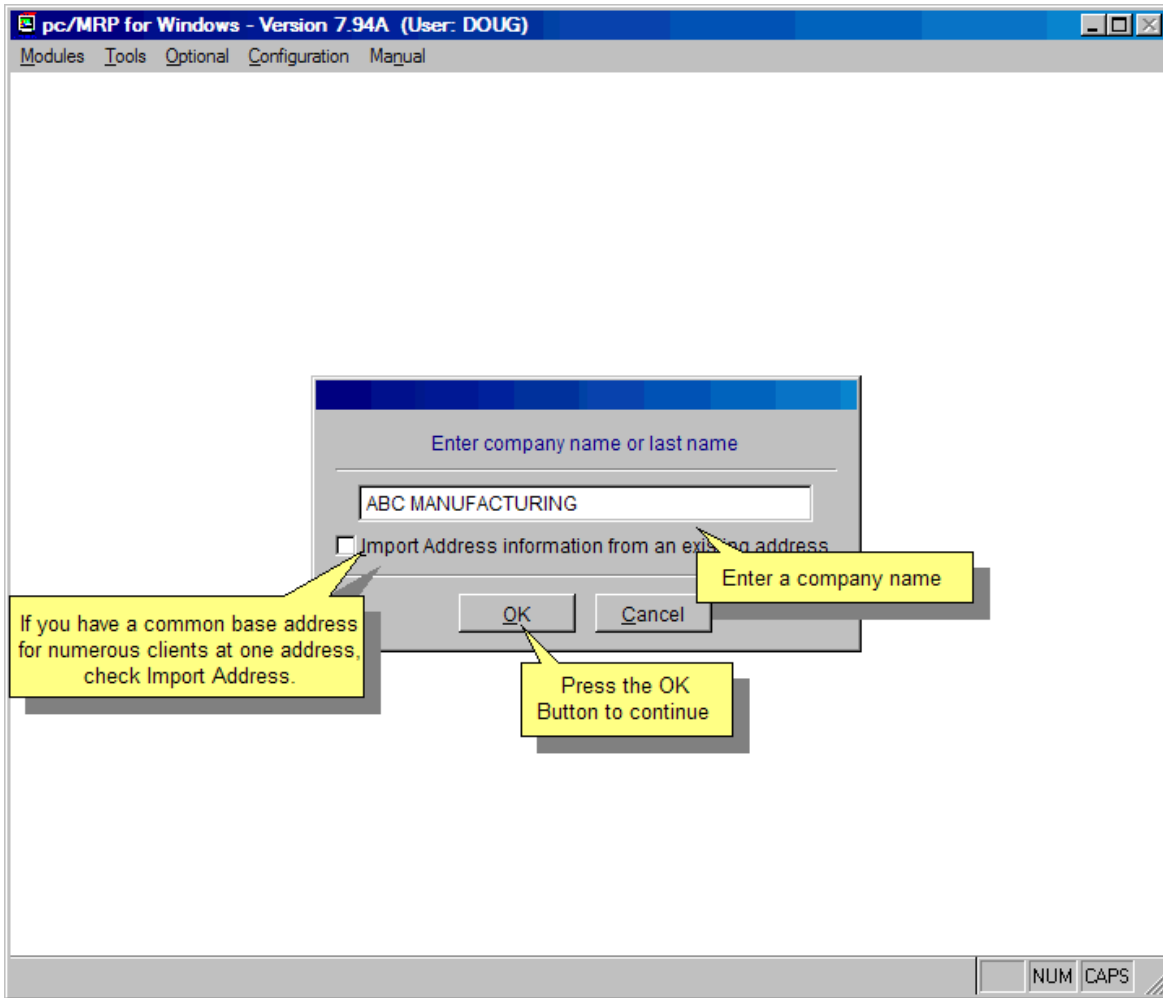 pc/MRP for Windows - Version 7.94A (User: DOUG)
Modules Tools Optional Configuration Manual
Enter company name or last name
ABC MANUFACTURING
Import Address information from an existing address
Enter a company name
OK Cancel
If you have a common base address
for numerous clients at one address,
check Import Address.
Press the OK
Button to continue
NUM CAPS